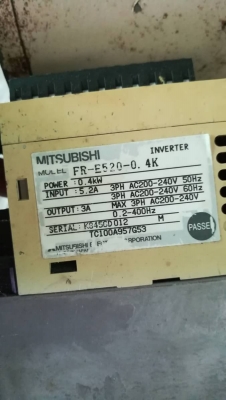 MITSUBISHI INVERTER
MODEL FR-E520-0.4K
POWER :0.4kW
INPUT :5.2A 3PH AC200-240V 50Hz
3PH AC200-240V 60Hz
OUTPUT:3A MAX 3PH AC200-240V
0.2-400Hz
SERIAL: M
TC100A957G53
MITSUBISHI CORPORATION
PASSED